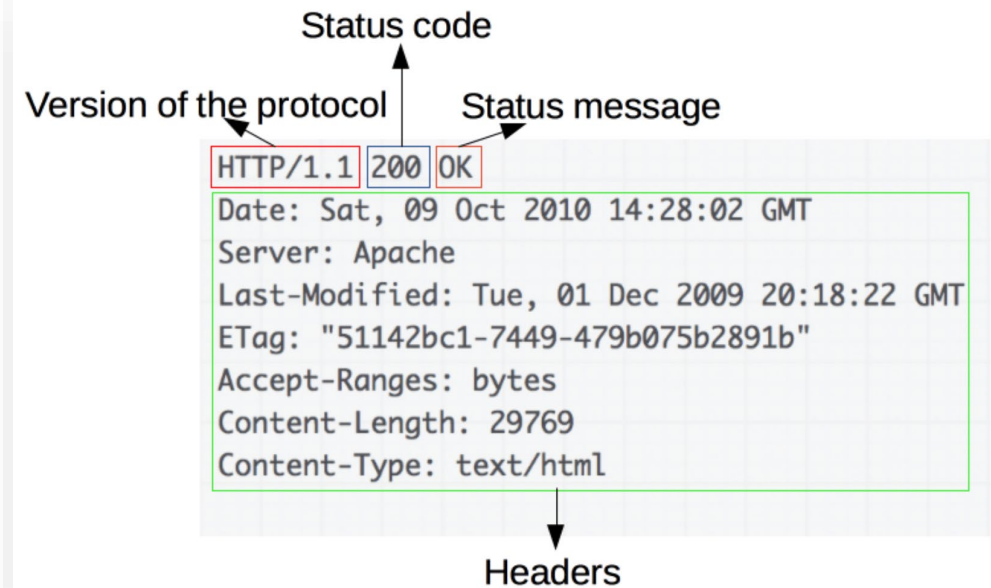 Status code
Version of the protocol Status message
HTTP/1.1 200 OK
Date: Sat, 09 Oct 2010 14:28:02 GMT
Server: Apache
Last-Modified: Tue, 01 Dec 2009 20:18:22 GMT
ETag: "51142bc1-7449-479b075b2891b"
Accept-Ranges: bytes
Content-Length: 29769
Content-Type: text/html
Headers